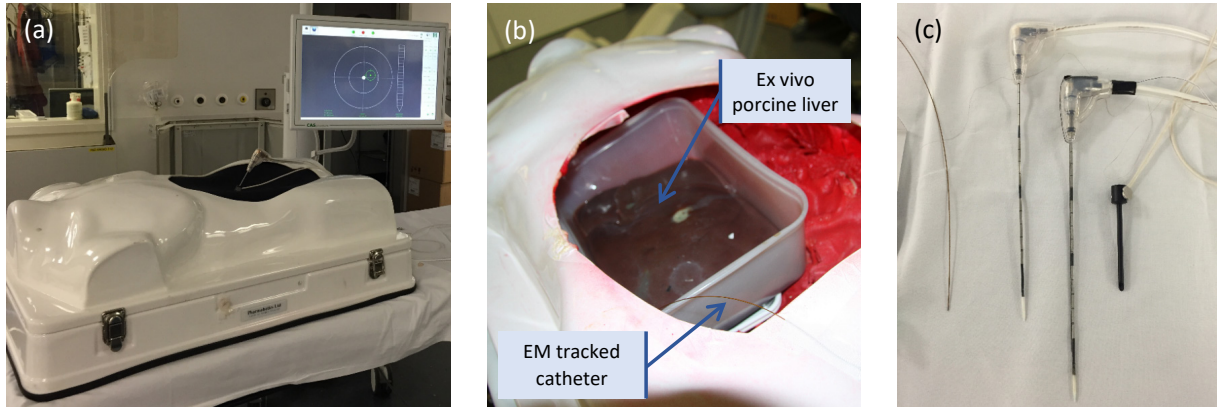 (a)
(b)
(c)
Ex vivo
porcine liver
EM tracked
catheter